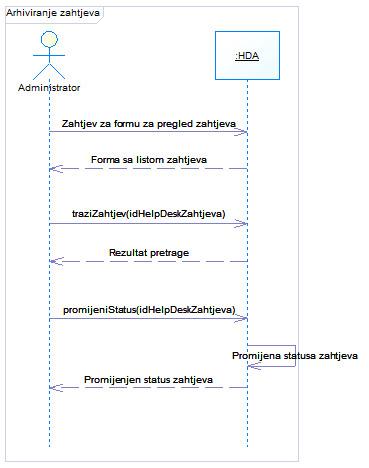 Arhiviranje zahtjeva
:HDA
Administrator
Zahtjev za formu za pregled zahtjeva
Forma sa listom zahtjeva
traziZahtjev(idHelpDeskZahtjeva)
Rezultat pretrage
promijeniStatus(idHelpDeskZahtjeva)
Promijena statusa zahtjeva
Promijenjen status zahtjeva